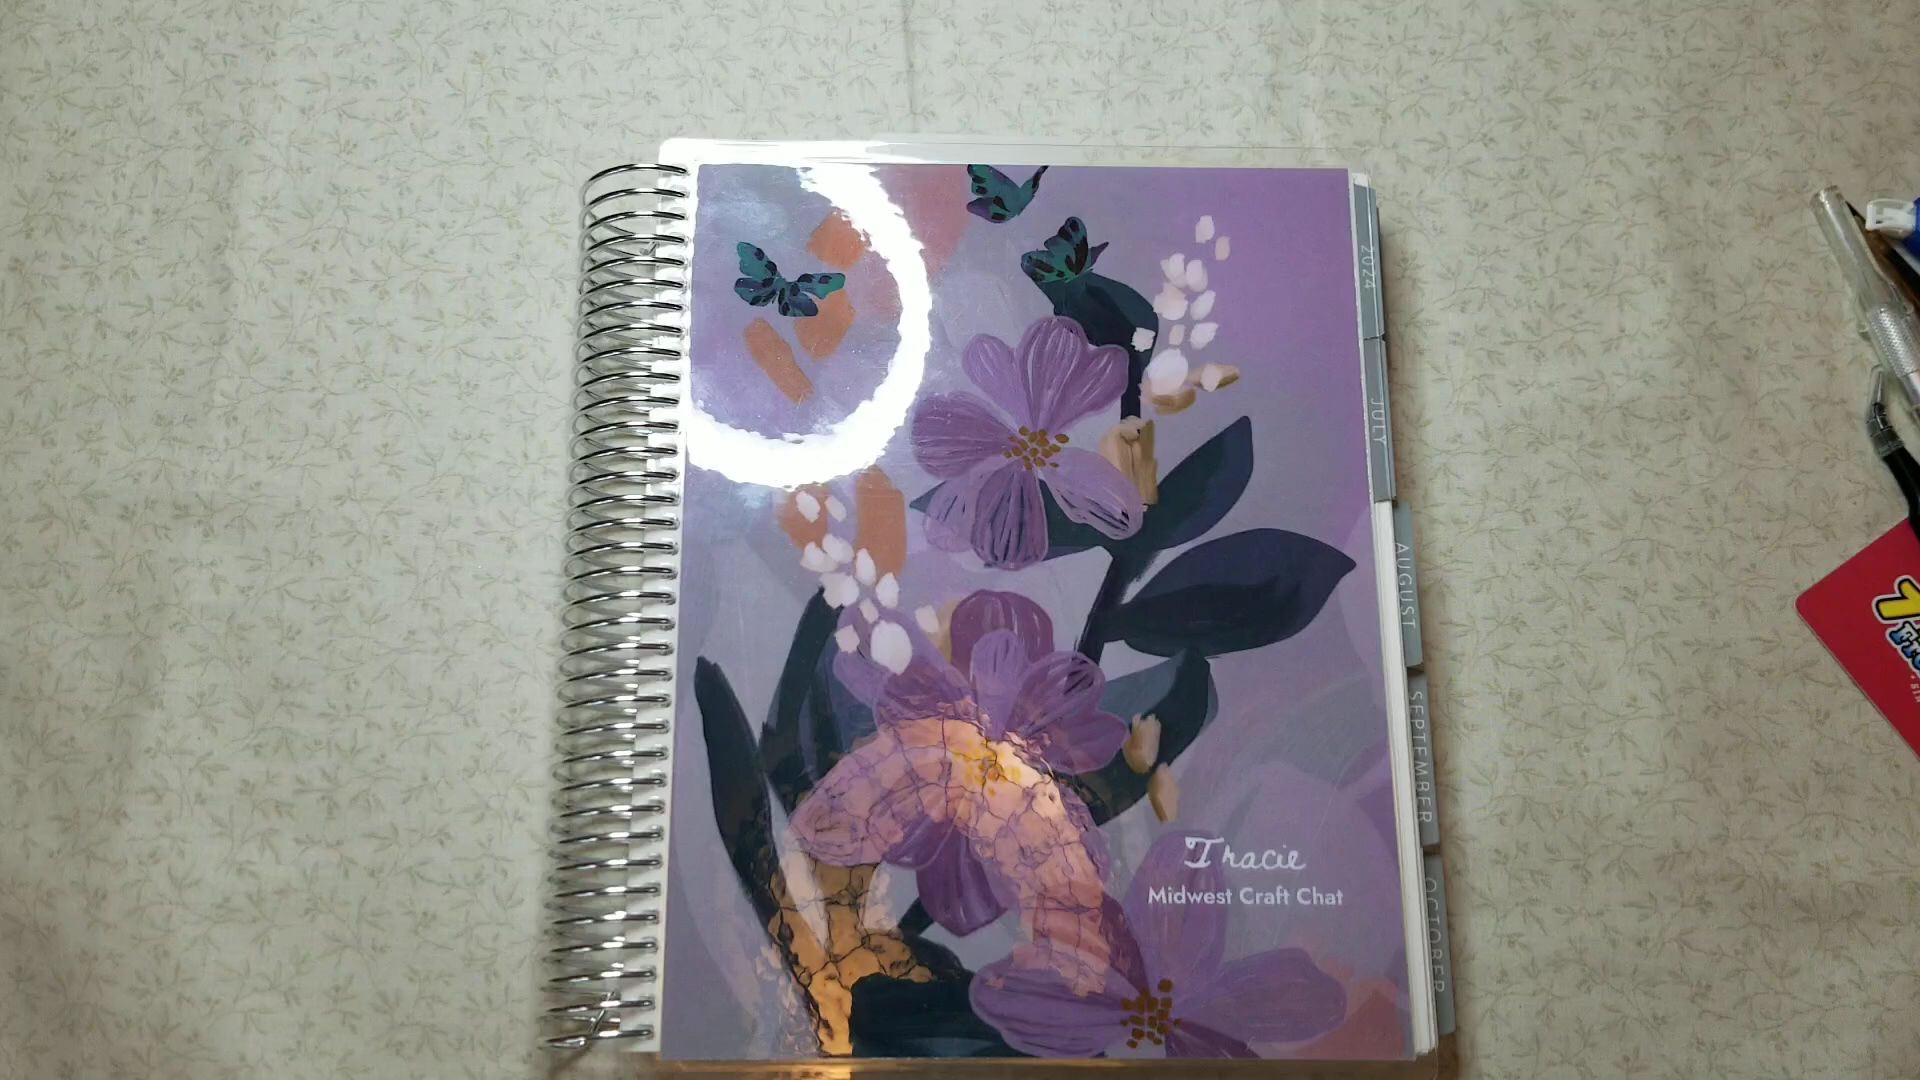 2024
JULY
AUGUST
SEPTEMBER
OCTOBER
Tracie
Midwest Craft Chat